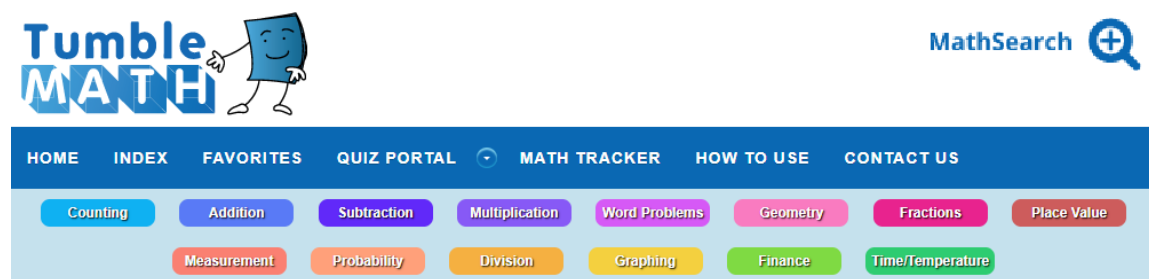 Tumble
MATH
MathSearch
HOME INDEX FAVORITES QUIZ PORTAL MATH TRACKER HOW TO USE CONTACT US
Counting Addition Subtraction Multiplication Word Problems Geometry Fractions Place Value
Measurement Probability Division Graphing Finance Time/Temperature